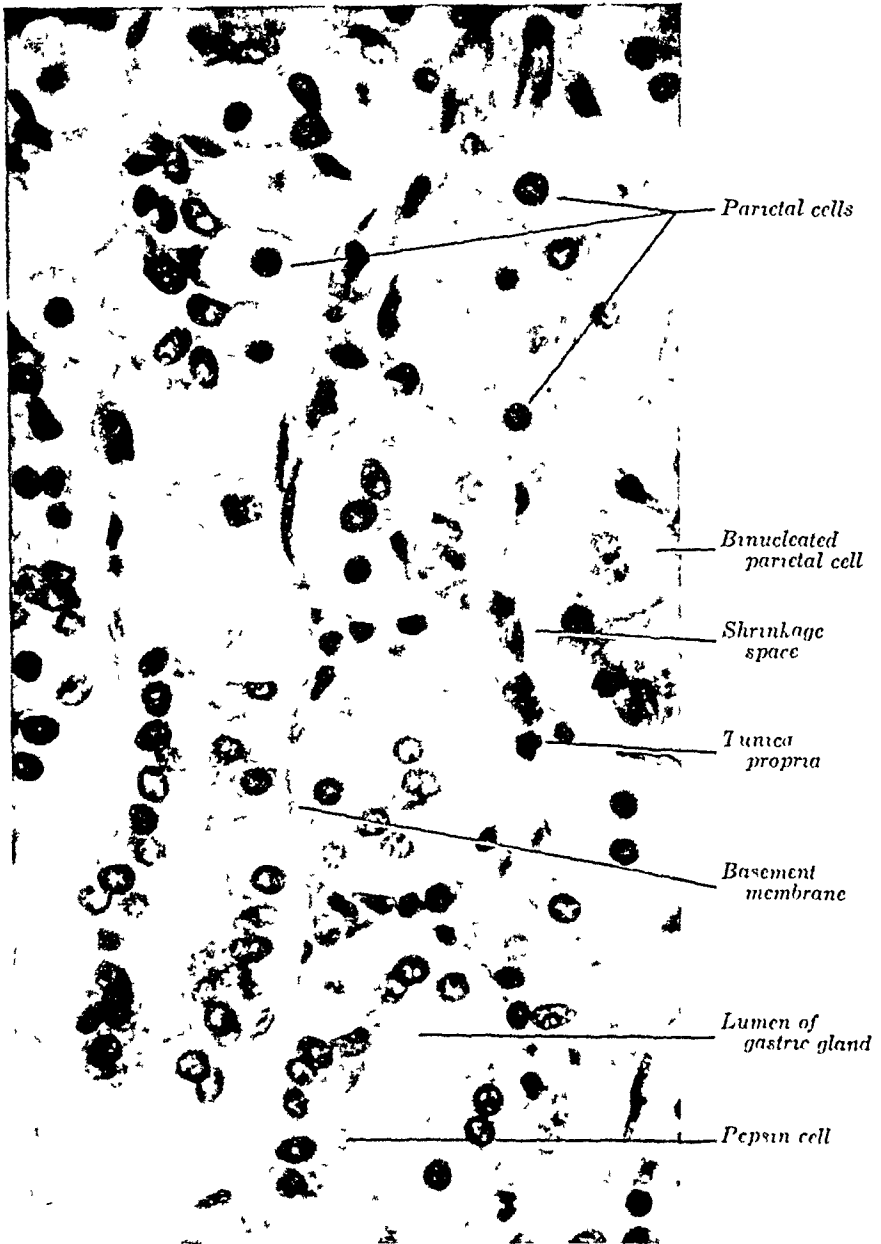 Parietal cells
Binucleated
parietal cell
Shrinkage
space
Tunica
propria
Basement
membrane
Lumen of
gastric gland
Pepsin cell